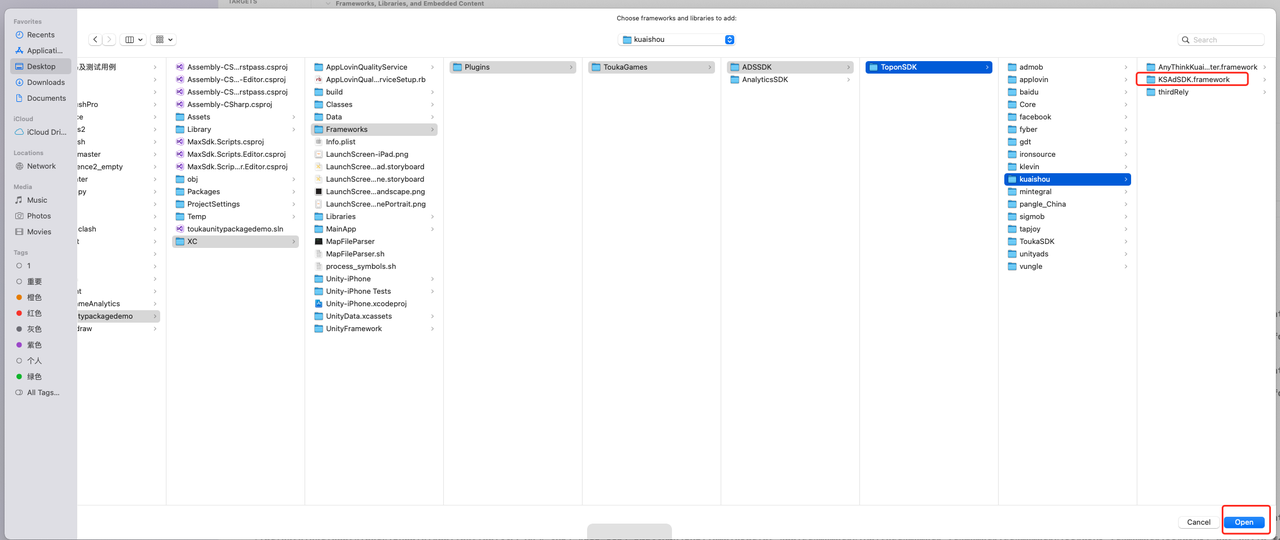 TARGETS
Frameworks, Libraries, and Embedded Content
Choose frameworks and libraries to add:
kuaishou
Search
Favorites
Recents
Applicati...
Desktop
Downloads
Documents
iCloud
iCloud Dri...
Locations
Network
Media
Music
Photos
Movies
Tags
1
重要
橙色
红色
灰色
紫色
个人
绿色
All Tags...
及测试用例
ushPro
s2
sh
master
ence2_empty
ter
py
clash
t
nt
ameAnalytics
itypackagedemo
draw
Assembly-CS...rstpass.csproj
Assembly-CS...-Editor.csproj
Assembly-CS...rstpass.csproj
Assembly-CSharp.csproj
Assets
Library
MaxSdk.Scripts.csproj
MaxSdk.Scripts.Editor.csproj
MaxSdk.Scrip...r.Editor.csproj
obj
Packages
ProjectSettings
Temp
toukaunitypackagedemo.sln
XC
AppLovinQualityService
AppLovinQual...rviceSetup.rb
build
Classes
Data
Frameworks
Info.plist
LaunchScreen-iPad.png
LaunchScree...ad.storyboard
LaunchScree...ne.storyboard
LaunchScree...andscape.png
LaunchScree...nePortrait.png
Libraries
MainApp
MapFileParser
MapFileParser.sh
process_symbols.sh
Unity-iPhone
Unity-iPhone Tests
Unity-iPhone.xcodeproj
UnityData.xcassets
UnityFramework
Plugins
ToukaGames
ADSSDK
AnalyticsSDK
ToponSDK
admob
applovin
baidu
Core
facebook
fyber
gdt
ironsource
klevin
kuaishou
mintegral
pangle_China
sigmob
tapjoy
ToukaSDK
unityads
vungle
AnyThinkKuai...ter.framework
KSAdSDK.framework
thirdRely
Cancel
Open